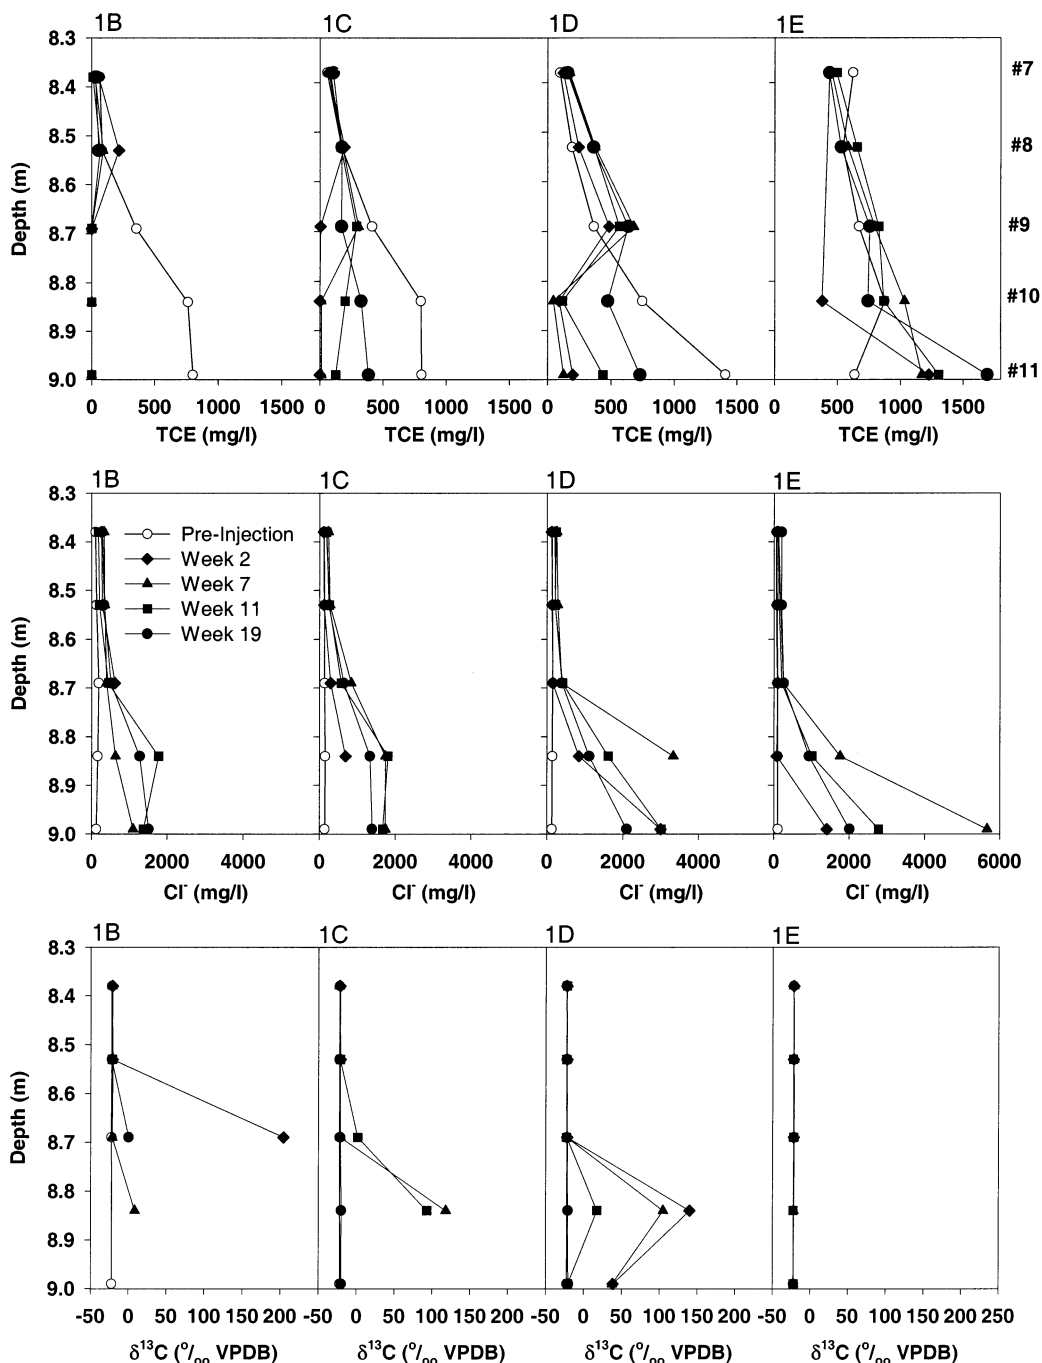 1B 1C 1D 1E
8.3
#7
8.4
8.5
#8
8.6
Depth (m)
8.7
#9
8.8
#10
8.9
9.0
#11
0 500 1000 1500 0 500 1000 1500 0 500 1000 1500 500 1000 1500
TCE (mg/l) TCE (mg/l) TCE (mg/l) TCE (mg/l)
1B 1C 1D 1E
8.3
Pre-Injection
8.4
Week 2
Week 7
8.5
Week 11
Week 19
8.6
Depth (m)
8.7
8.8
8.9
9.0
0 2000 4000 0 2000 4000 0 2000 4000 0 2000 4000 6000
Cl- (mg/l) Cl- (mg/l) Cl- (mg/l) Cl- (mg/l)
1B 1C 1D 1E
8.3
8.4
8.5
8.6
Depth (m)
8.7
8.8
8.9
9.0
-50 0 50 100 150 200 -50 0 50 100 150 200 -50 0 50 100 150 200 -50 0 50 100 150 200 250
δ13C (o/oo VPDB) δ13C (o/oo VPDB) δ13C (o/oo VPDB) δ13C (o/oo VPDB)